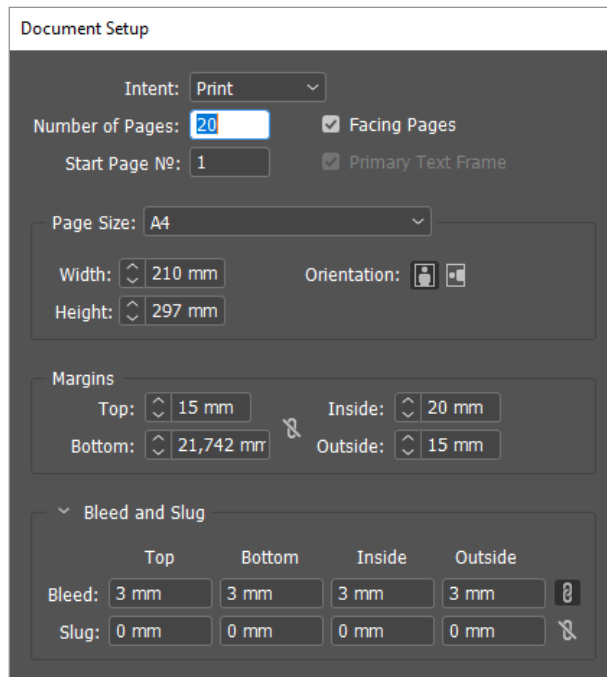 Document Setup
Intent: Print
Number of Pages: 20 Facing Pages
Start Page Nº: 1 Primary Text Frame
Page Size: A4
Width: 210 mm Orientation:
Height: 297 mm
Margins
Top: 15 mm Inside: 20 mm
Bottom: 21,742 mm Outside: 15 mm
Bleed and Slug
Top Bottom Inside Outside
Bleed: 3 mm 3 mm 3 mm 3 mm
Slug: 0 mm 0 mm 0 mm 0 mm